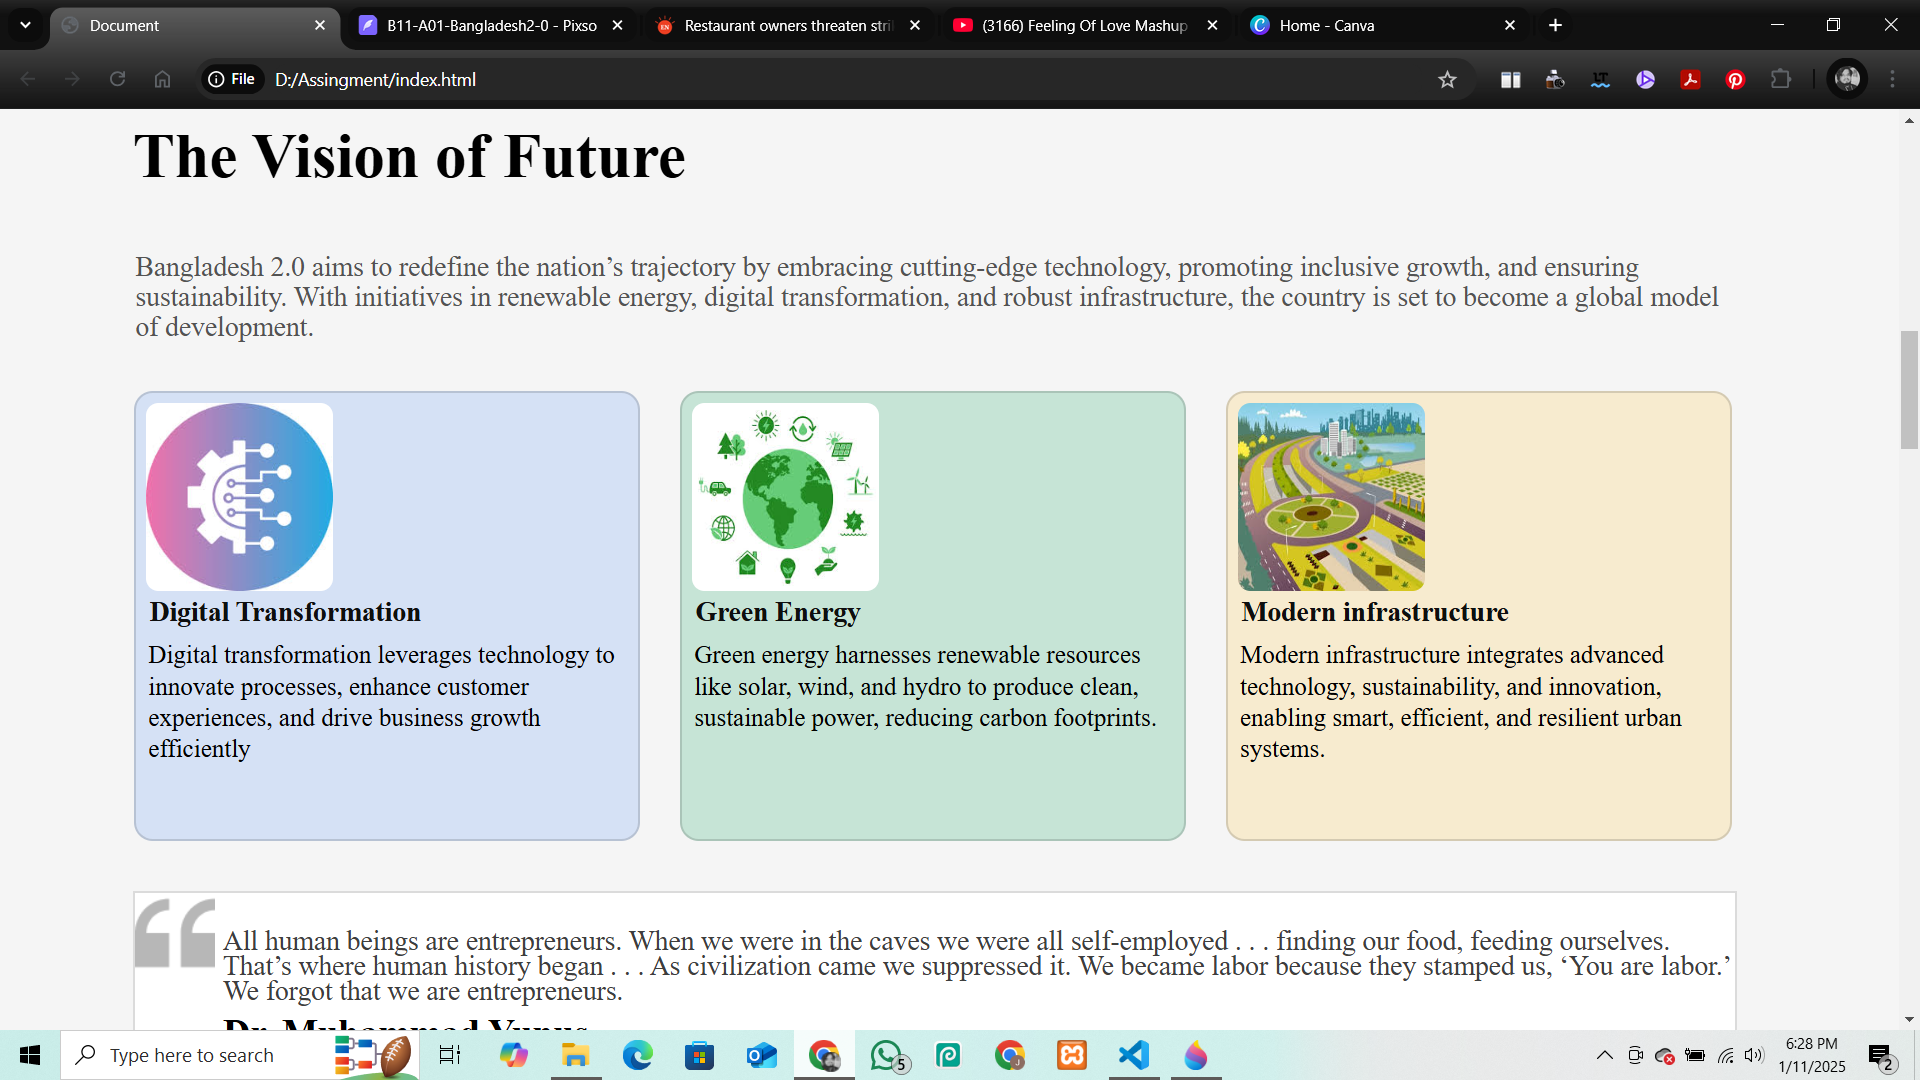 Document
B11-A01-Bangladesh2-0 - Pixso
Restaurant owners threaten stri
(3166) Feeling Of Love Mashup
Home - Canva
File
D:/Assingment/index.html
The Vision of Future
Bangladesh 2.0 aims to redefine the nation’s trajectory by embracing cutting-edge technology, promoting inclusive growth, and ensuring
sustainability. With initiatives in renewable energy, digital transformation, and robust infrastructure, the country is set to become a global model
of development.
Digital Transformation
Digital transformation leverages technology to
innovate processes, enhance customer
experiences, and drive business growth
efficiently
Green Energy
Green energy harnesses renewable resources
like solar, wind, and hydro to produce clean,
sustainable power, reducing carbon footprints.
Modern infrastructure
Modern infrastructure integrates advanced
technology, sustainability, and innovation,
enabling smart, efficient, and resilient urban
systems.
All human beings are entrepreneurs. When we were in the caves we were all self-employed . . . finding our food, feeding ourselves.
That’s where human history began . . . As civilization came we suppressed it. We became labor because they stamped us, ‘You are labor.’
We forgot that we are entrepreneurs.
Dr. Muhammad Yunus
Type here to search
5
6:28 PM
1/11/2025
2